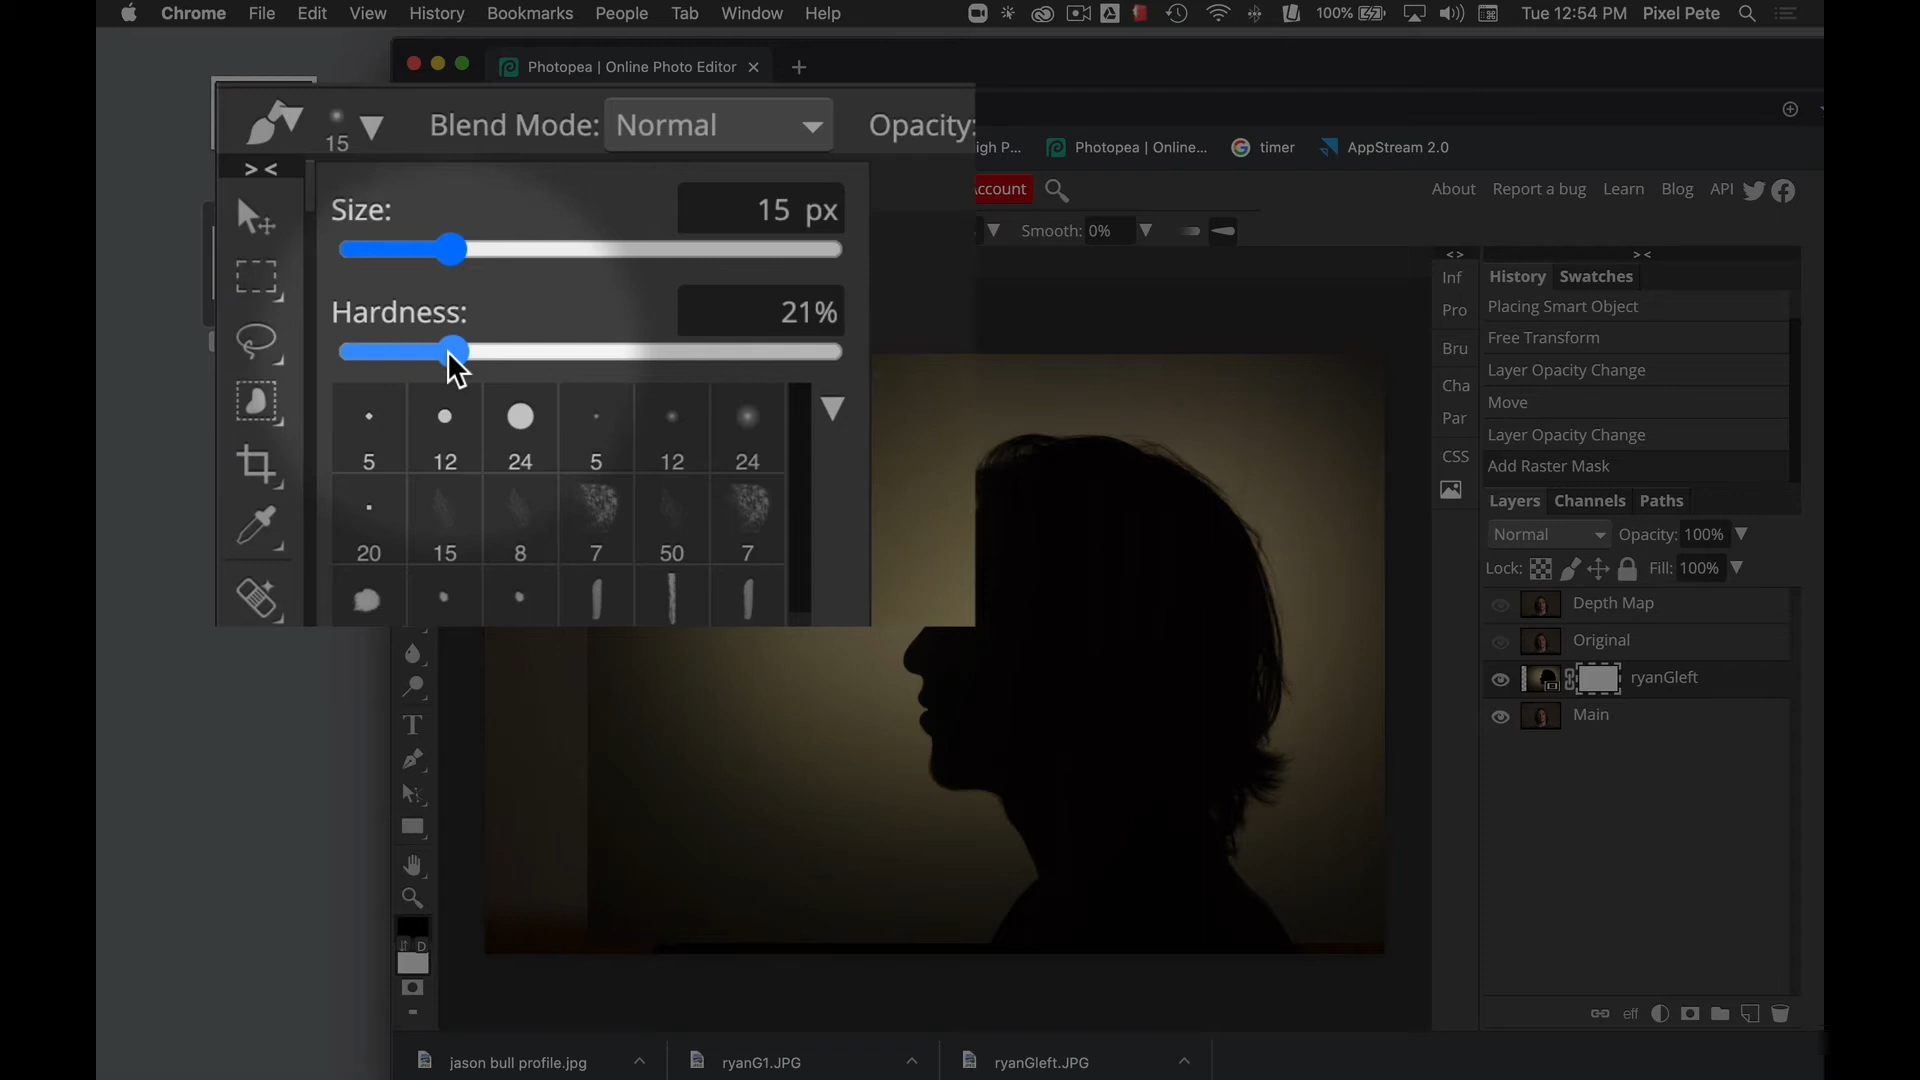 Chrome File Edit View History Bookmarks People Tab Window Help 100% Tue 12:54 PM Pixel Pete
Photopea | Online Photo Editor
15 Blend Mode: Normal Opacity:
igh P... Photopea | Online... timer AppStream 2.0
Account About Report a bug Learn Blog API
Smooth: 0%
Size: 15 px
Hardness: 21%
5 12 24 5 12 24
20 15 8 7 50 7
Inf
Pro
Bru
Cha
Par
CSS
History Swatches
Placing Smart Object
Free Transform
Layer Opacity Change
Move
Layer Opacity Change
Add Raster Mask
Layers Channels Paths
Normal Opacity: 100%
Lock: Fill: 100%
Depth Map
Original
ryanGleft
Main
T
D
eff
jason bull profile.jpg ryanG1.JPG ryanGleft.JPG